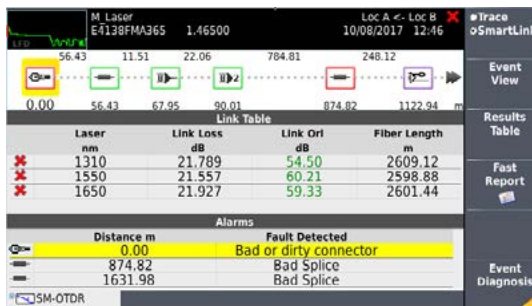 M_Laser Loc A <- Loc B
E4138FMA365 1.46500 10/08/2017 12:46
LFD
Trace
SmartLink
56.43 11.51 22.06 784.81 248.12
2
0.00 56.43 67.95 90.01 874.82 1122.94 m
Event View
Link Table
Laser Link Loss Link Orl Fiber Length
nm dB dB m
1310 21.789 54.50 2609.12
1550 21.557 60.21 2598.88
1650 21.927 59.33 2601.44
Results Table
Fast Report
Alarms
Distance m Fault Detected
0.00 Bad or dirty connector
874.82 Bad Splice
1631.98 Bad Splice
Event Diagnosis
SM-OTDR